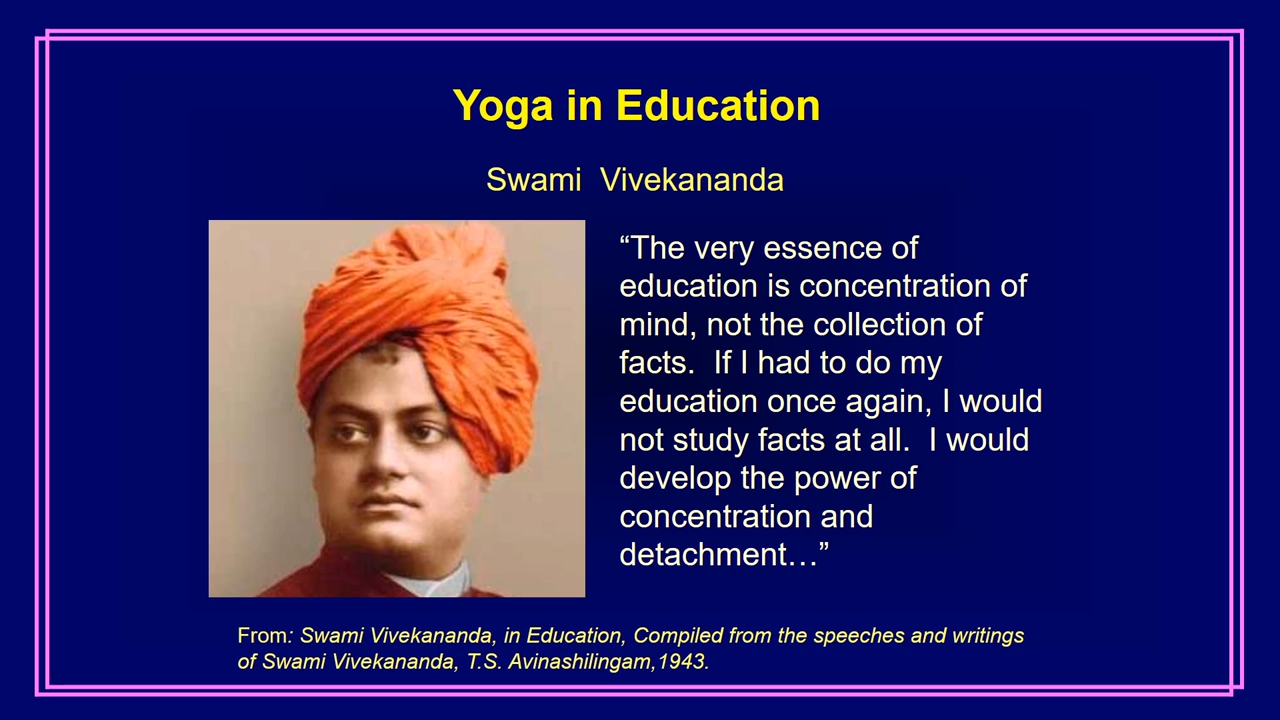 Yoga in Education
Swami  Vivekananda
“The very essence of
education is concentration of
mind, not the collection of
facts.  If I had to do my
education once again, I would
not study facts at all.  I would
develop the power of
concentration and
detachment…”
From: Swami Vivekananda, in Education, Compiled from the speeches and writings
of Swami Vivekananda, T.S. Avinashilingam,1943.